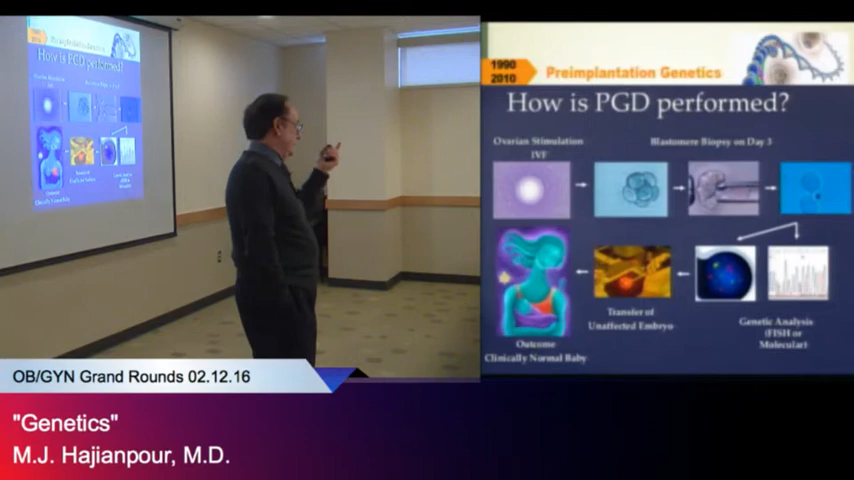 1990
2010
Preimplantation Genetics
How is PGD performed?
Ovarian Stimulation
IVF
Blastomere Biopsy on Day 3
Transfer of
Unaffected Embryo
Genetic Analysis
(FISH or
Molecular)
Outcome
Clinically Normal Baby
How is PGD performed?
OB/GYN Grand Rounds 02.12.16
"Genetics"
M.J. Hajianpour, M.D.